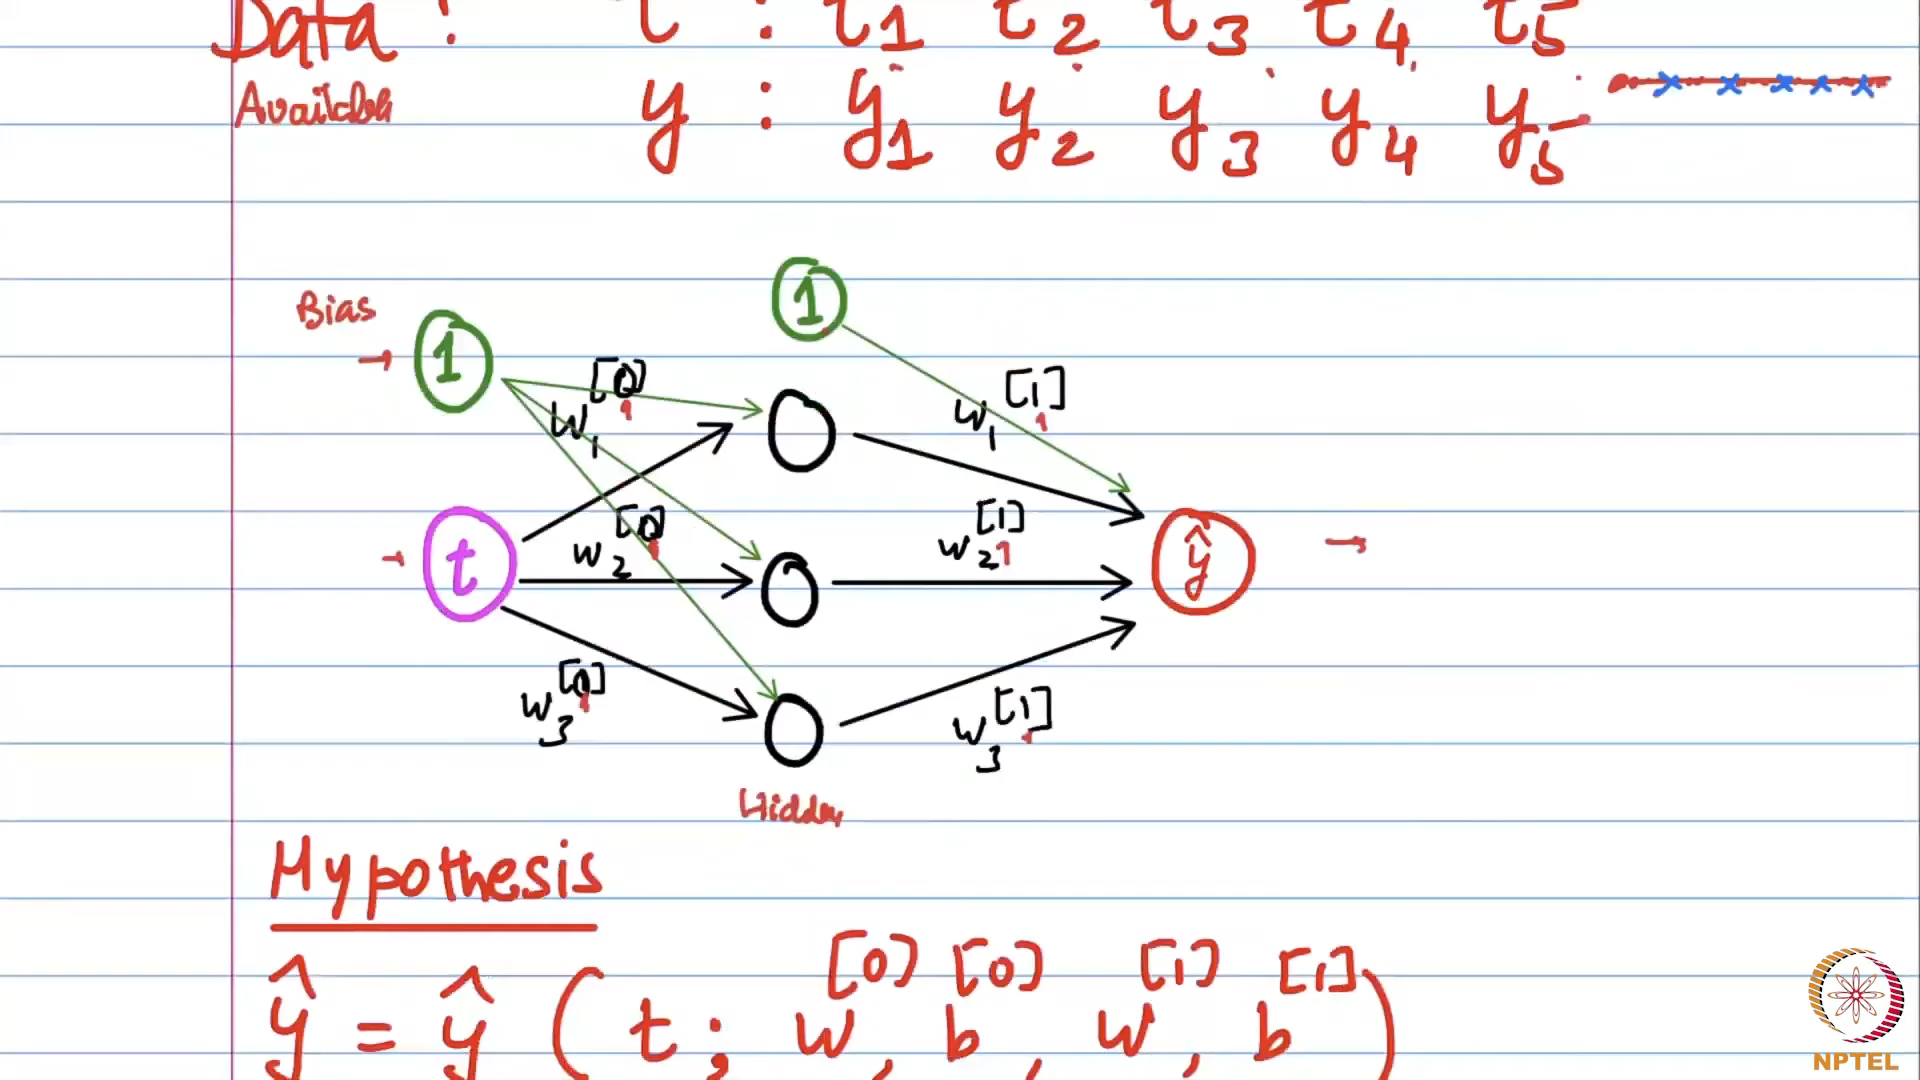 Data : t : t1 t2 t3 t4 t5
Available y : y1 y2 y3 y4 y5
Bias
1
1
w1[0]
w1[1]
t
w2[0]
w2[1]
ŷ
w3[0]
w3[1]
Hidden
Hypothesis
ŷ = ŷ ( t ; w[0], b[0], w[1], b[1] )
NPTEL